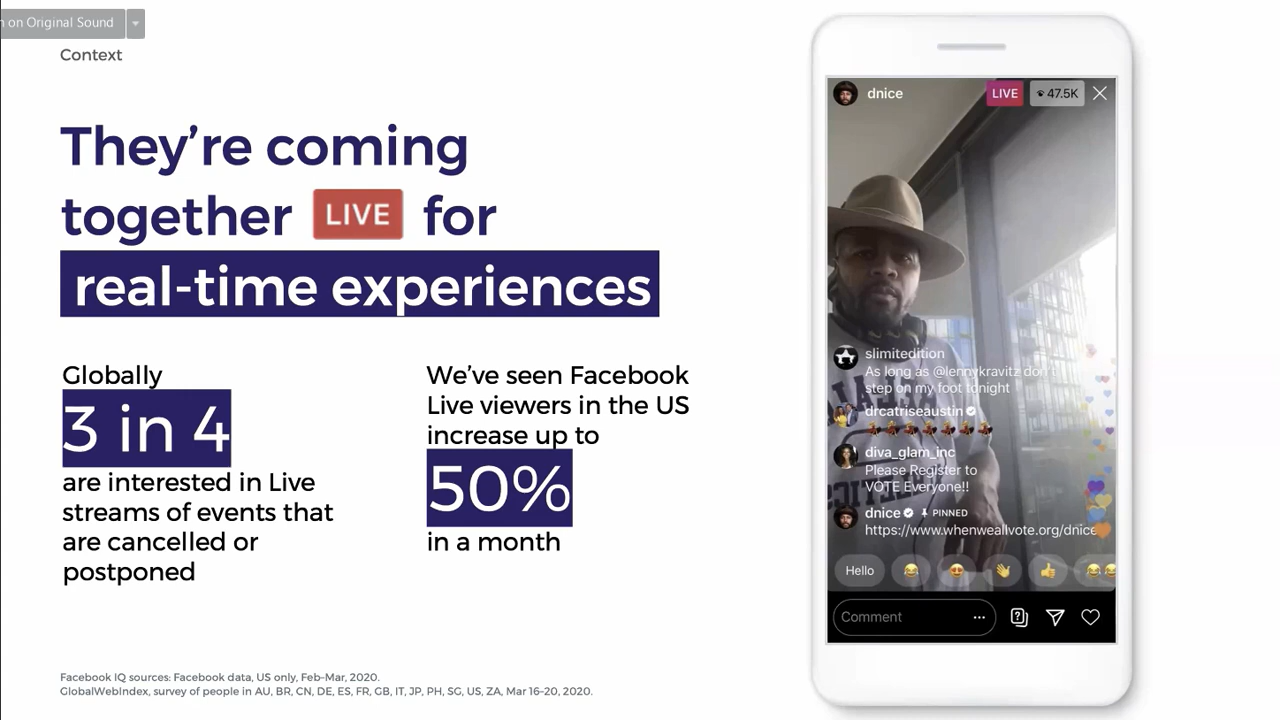 n on Original Sound
Context
They’re coming
together LIVE for
real-time experiences
Globally
3 in 4
are interested in Live
streams of events that
are cancelled or
postponed
We’ve seen Facebook
Live viewers in the US
increase up to
50%
in a month
Facebook IQ sources: Facebook data, US only, Feb-Mar, 2020.
GlobalWebIndex, survey of people in AU, BR, CN, DE, ES, FR, GB, IT, JP, PH, SG, US, ZA, Mar 16-20, 2020.
dnice LIVE 47.5K
slimitedition
As long as @lennykravitz don't
step on my foot tonight
drcatriseaustin
diva_glam_inc
Please Register to
VOTE Everyone!!
dnice PINNED
https://www.whenweallvote.org/dnice
Hello
Comment